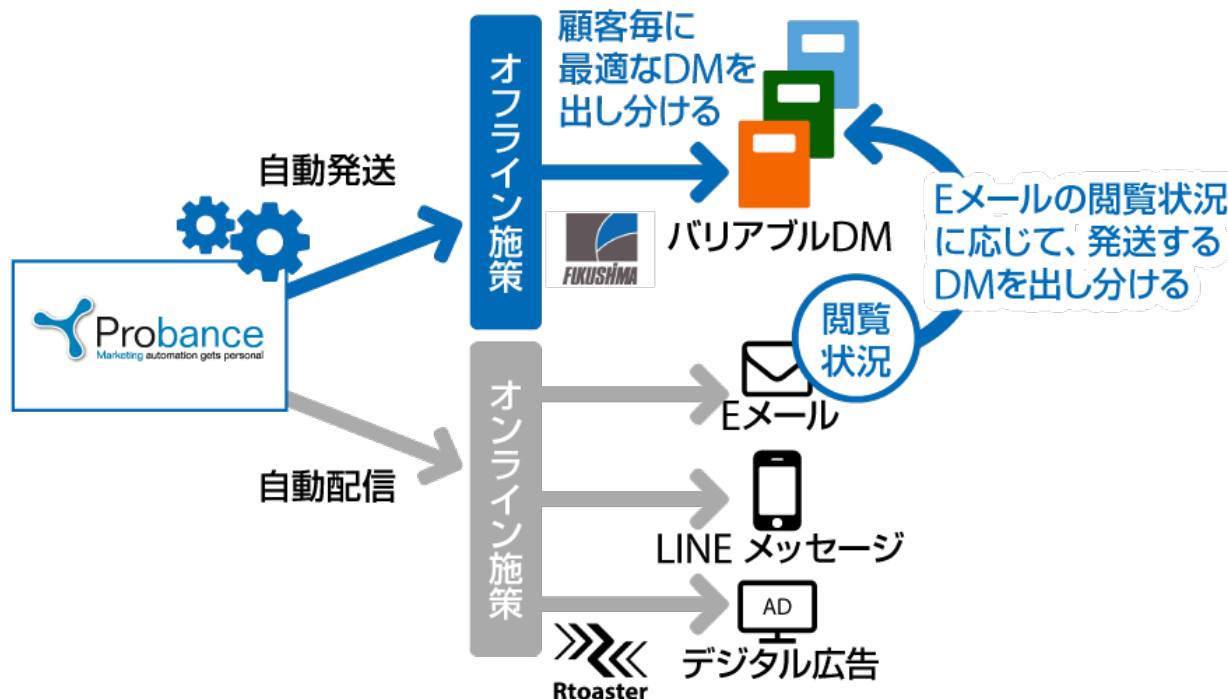 顧客毎に
最適なDMを
出し分ける
オフライン施策
自動発送
FUKUSHIMA
バリアブルDM
Eメールの閲覧状況
に応じて、発送する
DMを出し分ける
Probance
Marketing automation gets personal
閲覧
状況
オンライン施策
Eメール
自動配信
LINE メッセージ
AD
デジタル広告
Rtoaster